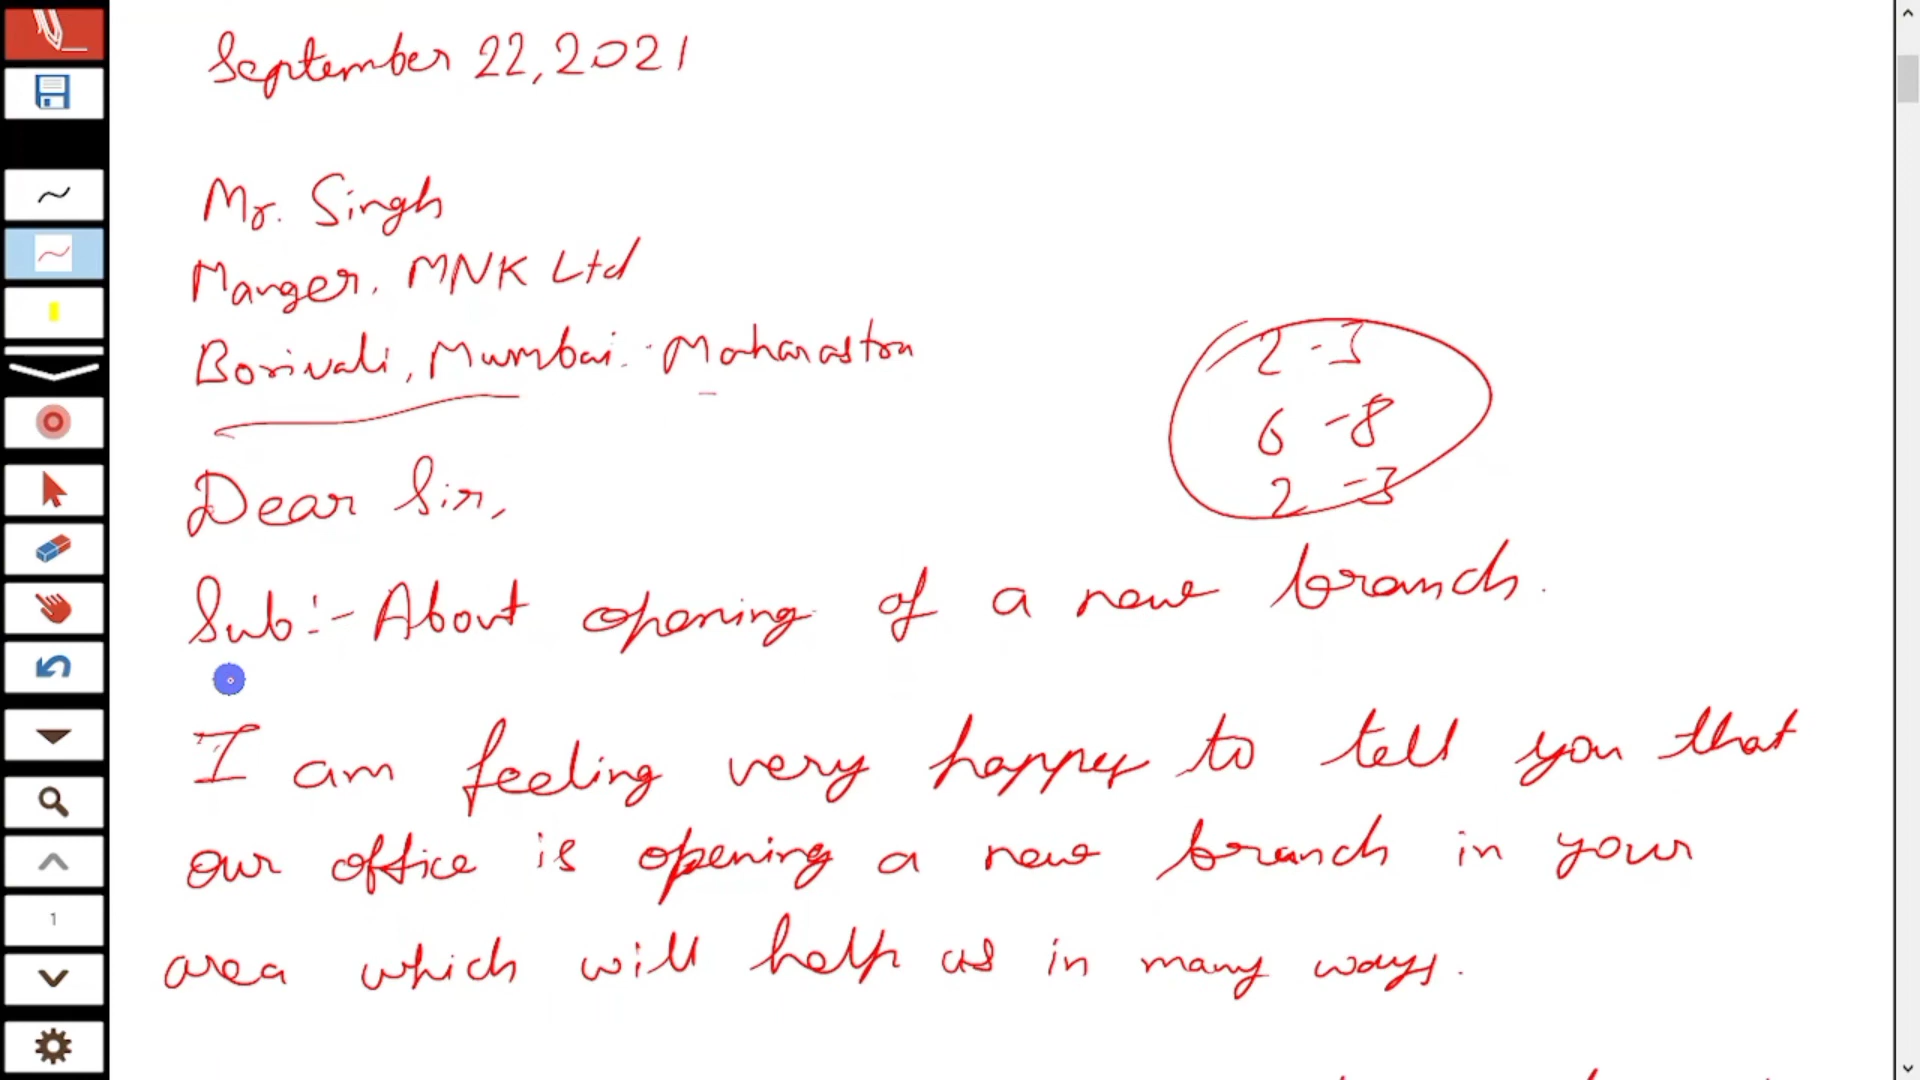 September 22, 2021
Mr. Singh
Manger, MNK Ltd
Borivali, Mumbai. Maharastra
2 - 3
6 - 8
2 - 3
Dear Sir,
Sub:- About opening of a new branch.
I am feeling very happy to tell you that
our office is opening a new branch in your
area which will help us in many ways.
1